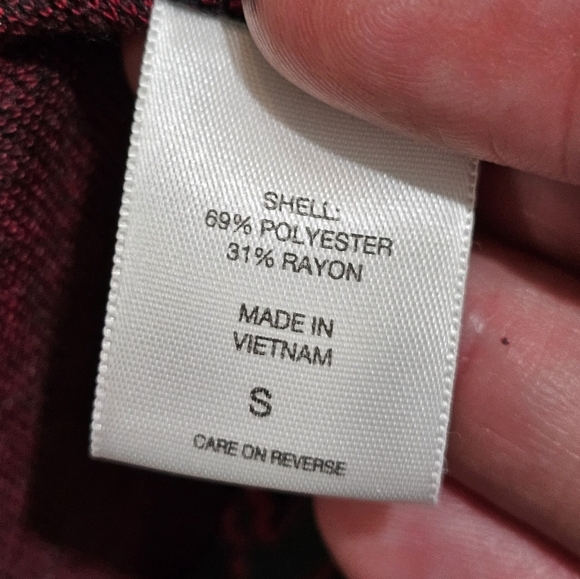 SHELL:
69% POLYESTER
31% RAYON
MADE IN
VIETNAM
S
CARE ON REVERSE